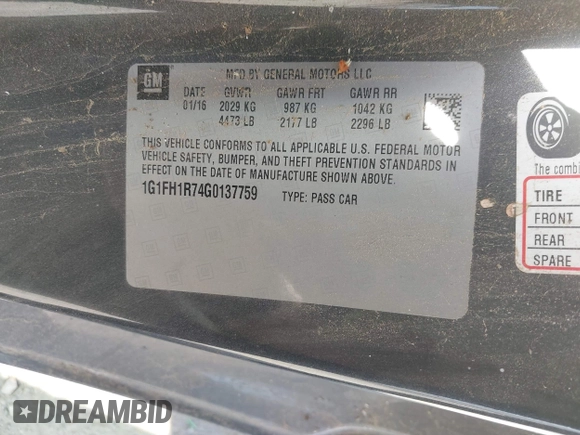 GM
MFD BY GENERAL MOTORS LLC
DATE GVWR GAWR FRT GAWR RR
01/16 2029 KG 987 KG 1042 KG
4473 LB 2177 LB 2296 LB
THIS VEHICLE CONFORMS TO ALL APPLICABLE U.S. FEDERAL MOTOR
VEHICLE SAFETY, BUMPER, AND THEFT PREVENTION STANDARDS IN
EFFECT ON THE DATE OF MANUFACTURE SHOWN ABOVE.
1G1FH1R74G0137759 TYPE: PASS CAR
The combi
TIRE
FRONT
REAR
SPARE
DREAMBID